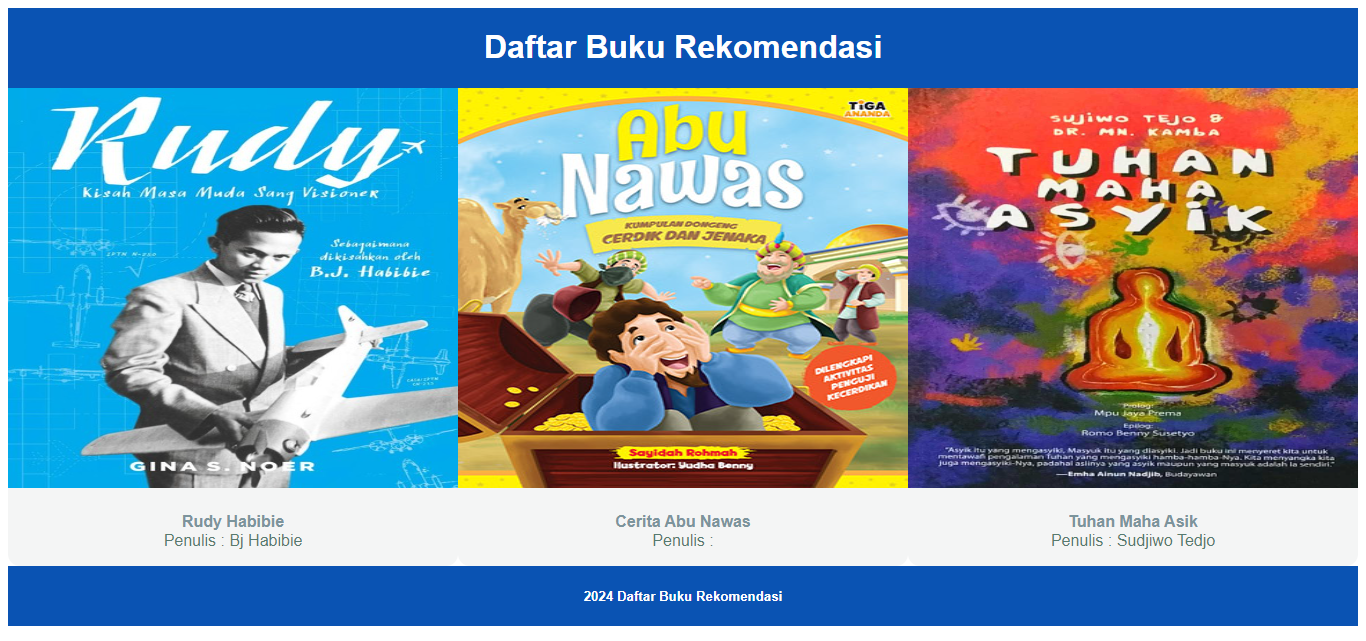 Daftar Buku Rekomendasi
Rudy
Kisah Masa Muda Sang Visioner
Sebagaimana
dikisahkan oleh
B.J. Habibie
GINA S. NOER
TiGA
ANANDA
Abu
Nawas
KUMPULAN DONGENG
CERDIK DAN JENAKA
DILENGKAPI
AKTIVITAS
PENGUJI
KECERDIKAN
Sayidah Rohmah
Ilustrator: Yudha Benny
SUJIWO TEJO &
DR. MN. KAMBA
TUHAN
MAHA
ASYIK
Prolog:
Mpu Jaya Prema
Epilog:
Romo Benny Susetyo
"Asyik itu yang mengasyiki, Masyuk itu yang diasyiki. Jadi buku ini menyeret kita untuk
mentawafi pengalaman Tuhan yang mengasyiki hamba-hamba-Nya. Kita menyangka kita
juga mengasyiki-Nya, padahal aslinya yang asyik maupun yang masyuk adalah Ia sendiri."
—Emha Ainun Nadjib, Budayawan
Rudy Habibie
Penulis : Bj Habibie
Cerita Abu Nawas
Penulis :
Tuhan Maha Asik
Penulis : Sudjiwo Tedjo
2024 Daftar Buku Rekomendasi